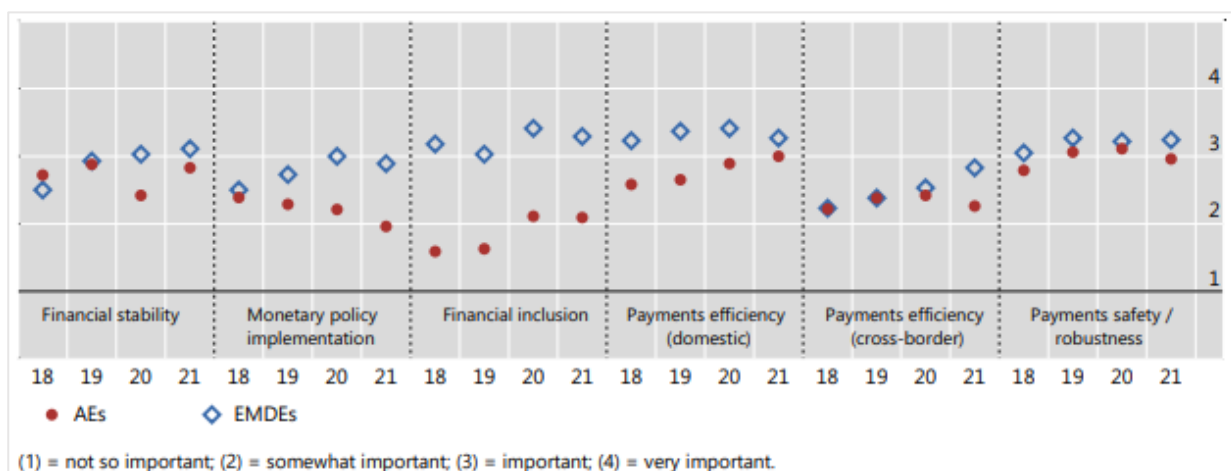 4
3
2
1
Financial stability
Monetary policy
implementation
Financial inclusion
Payments efficiency
(domestic)
Payments efficiency
(cross-border)
Payments safety /
robustness
18 19 20 21 18 19 20 21 18 19 20 21 18 19 20 21 18 19 20 21 18 19 20 21
AEs EMDEs
(1) = not so important; (2) = somewhat important; (3) = important; (4) = very important.